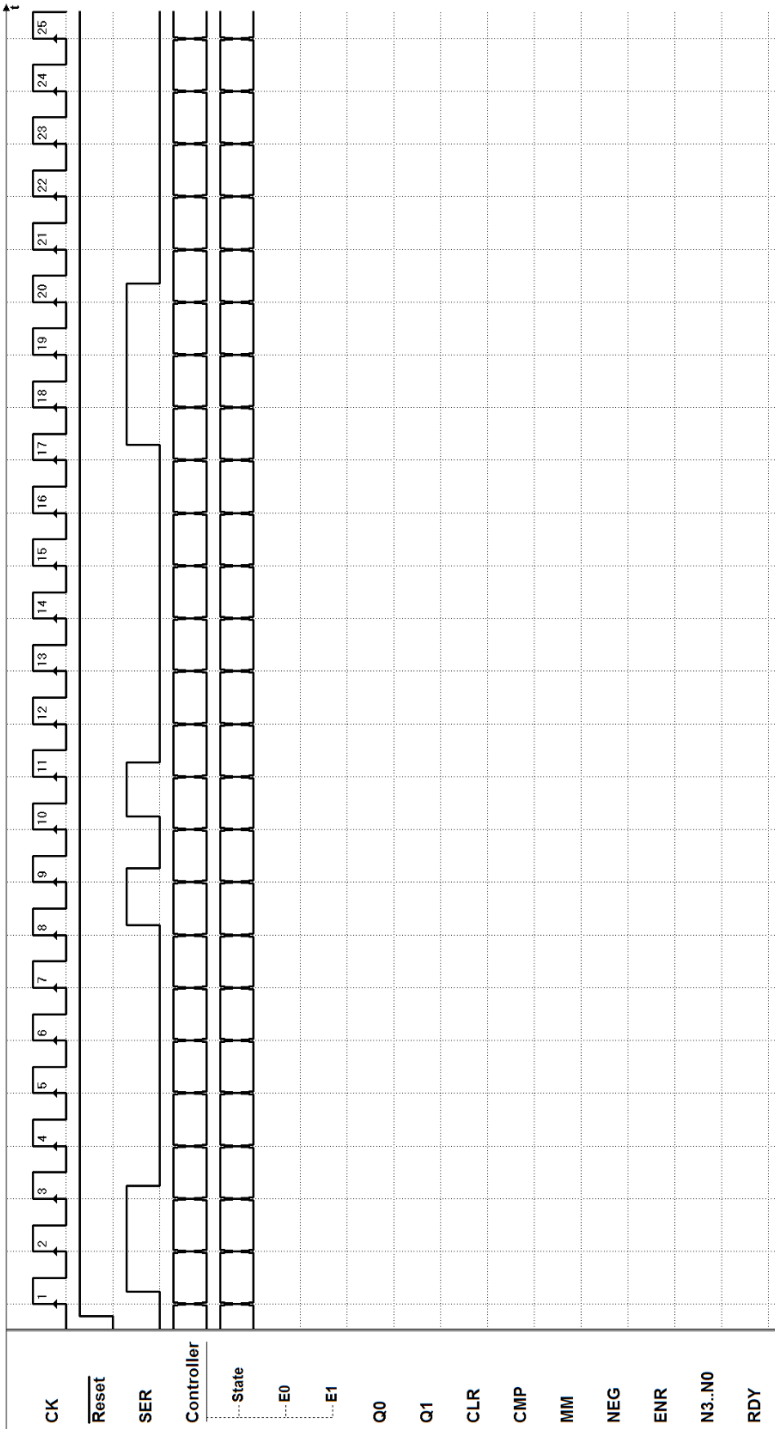 t
CK 1 2 3 4 5 6 7 8 9 10 11 12 13 14 15 16 17 18 19 20 21 22 23 24 25
Reset
SER
Controller
State
E0
E1
Q0
Q1
CLR
CMP
MM
NEG
ENR
N3..N0
RDY